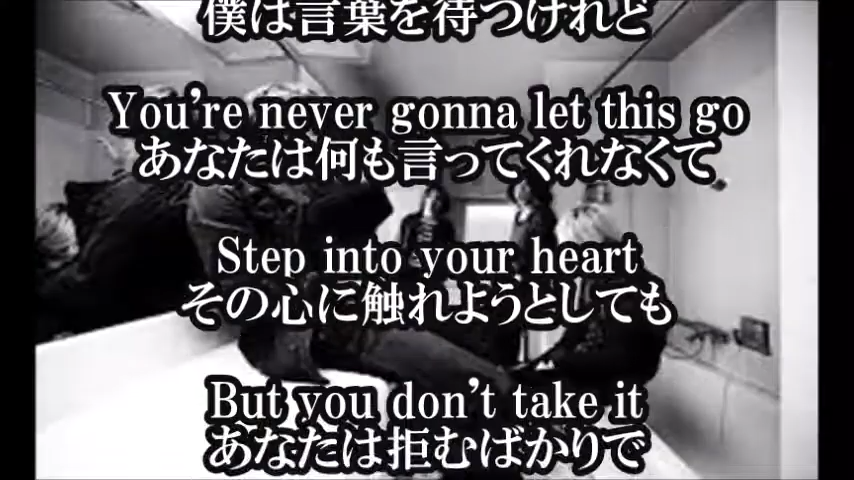 僕は言葉を待つけれど
You're never gonna let this go
あなたは何も言ってくれなくて
Step into your heart
その心に触れようとしても
But you don't take it
あなたは拒むばかりで